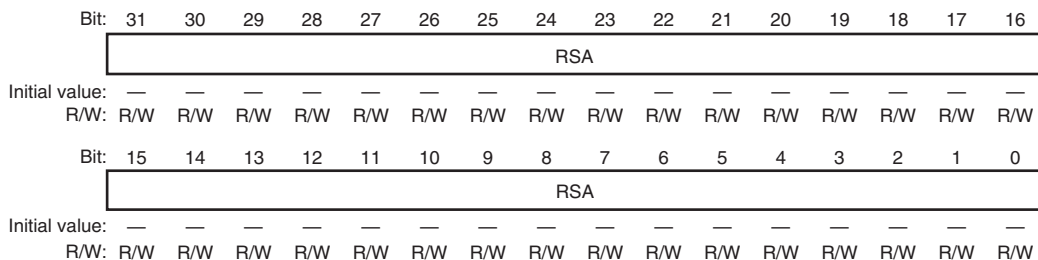 Bit: 31 30 29 28 27 26 25 24 23 22 21 20 19 18 17 16
RSA
Initial value: — — — — — — — — — — — — — — — —
R/W: R/W R/W R/W R/W R/W R/W R/W R/W R/W R/W R/W R/W R/W R/W R/W R/W
Bit: 15 14 13 12 11 10 9 8 7 6 5 4 3 2 1 0
RSA
Initial value: — — — — — — — — — — — — — — — —
R/W: R/W R/W R/W R/W R/W R/W R/W R/W R/W R/W R/W R/W R/W R/W R/W R/W